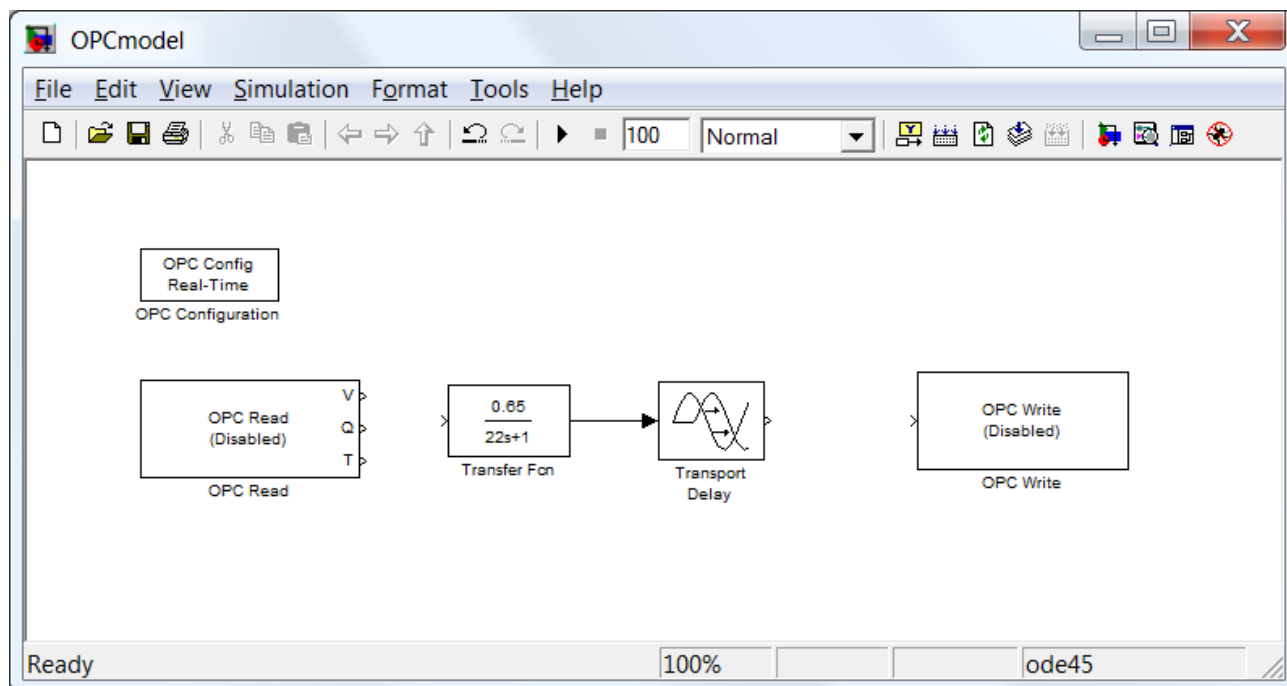 OPCmodel
File Edit View Simulation Format Tools Help
100 Normal
OPC Config
Real-Time
OPC Configuration
OPC Read
(Disabled)
V
Q
T
OPC Read
0.65
22s+1
Transfer Fcn
Transport
Delay
OPC Write
(Disabled)
OPC Write
Ready 100% ode45